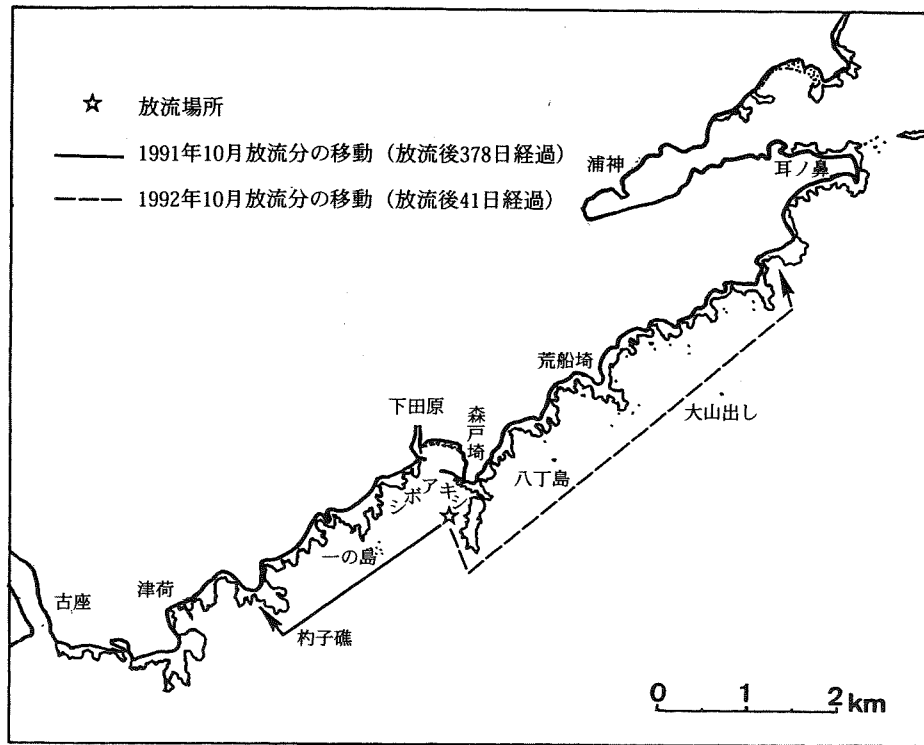 ☆ 放流場所
1991年10月放流分の移動（放流後378日経過）
1992年10月放流分の移動（放流後41日経過）
浦神
耳ノ鼻
荒船埼
大山出し
下田原
森戸埼
八丁島
シボアキシ
一の島
津荷
古座
杓子礁
0 1 2 km